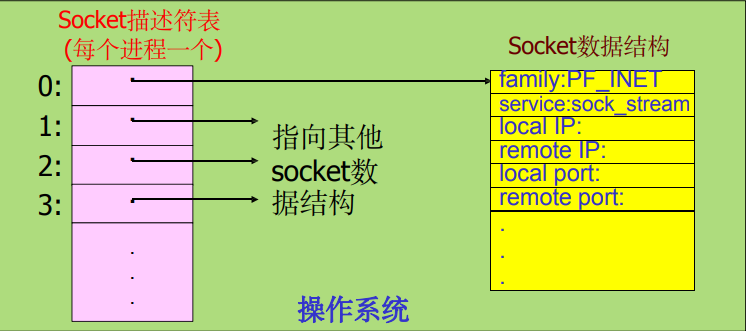 Socket描述符表
(每个进程一个)
0:
1:
2:
3:
.
.
.
指向其他
socket数
据结构
Socket数据结构
family:PF_INET
service:sock_stream
local IP:
remote IP:
local port:
remote port:
.
.
.
操作系统